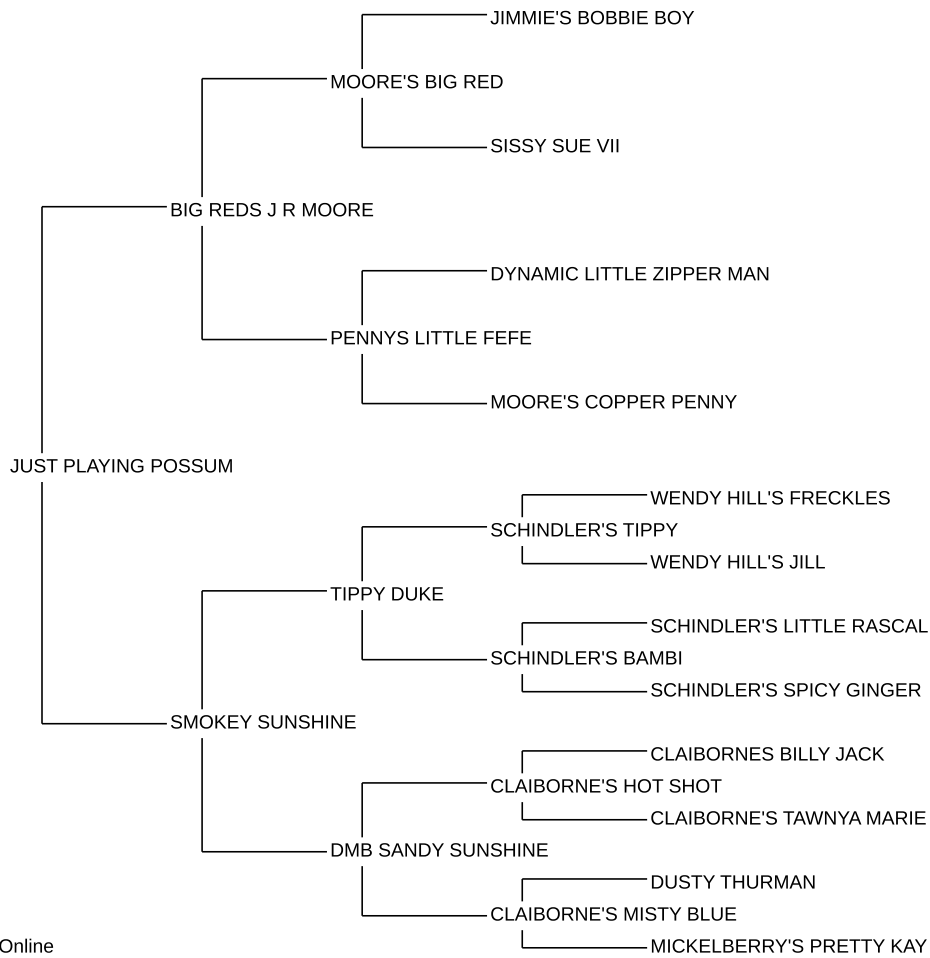 JIMMIE'S BOBBIE BOY
MOORE'S BIG RED
SISSY SUE VII
BIG REDS J R MOORE
DYNAMIC LITTLE ZIPPER MAN
PENNYS LITTLE FEFE
MOORE'S COPPER PENNY
JUST PLAYING POSSUM
WENDY HILL'S FRECKLES
SCHINDLER'S TIPPY
WENDY HILL'S JILL
TIPPY DUKE
SCHINDLER'S LITTLE RASCAL
SCHINDLER'S BAMBI
SCHINDLER'S SPICY GINGER
SMOKEY SUNSHINE
CLAIBORNES BILLY JACK
CLAIBORNE'S HOT SHOT
CLAIBORNE'S TAWNYA MARIE
DMB SANDY SUNSHINE
DUSTY THURMAN
CLAIBORNE'S MISTY BLUE
MICKELBERRY'S PRETTY KAY
Online